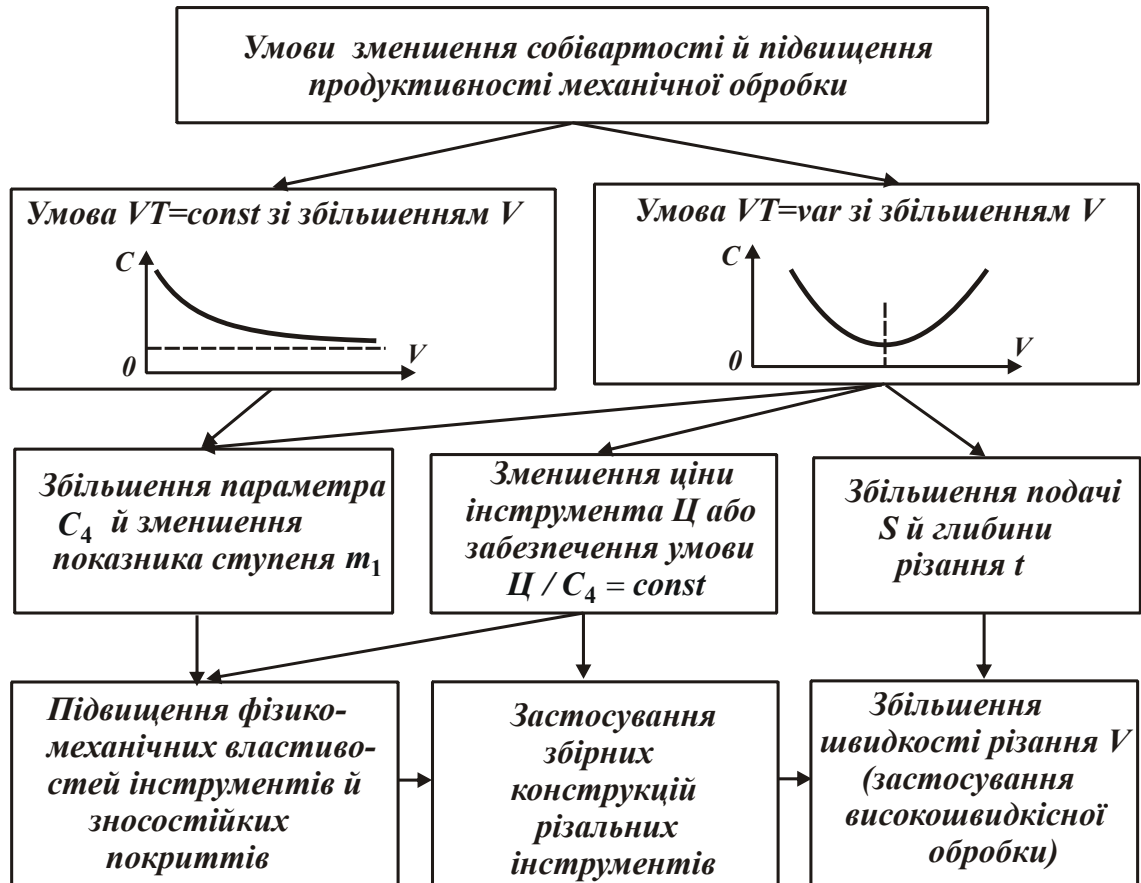 Умови зменшення собівартості й підвищення
продуктивності механічної обробки
Умова VT=const зі збільшенням V
C
0
V
Умова VT=var зі збільшенням V
C
0
V
Збільшення параметра
C₄ й зменшення
показника ступеня m₁
Зменшення ціни
інструмента Ц або
забезпечення умови
Ц / C₄ = const
Збільшення подачі
S й глибини
різання t
Підвищення фізико-
механічних властиво-
стей інструментів й
зносостійких
покриттів
Застосування
збірних
конструкцій
різальних
інструментів
Збільшення
швидкості різання V
(застосування
високошвидкісної
обробки)